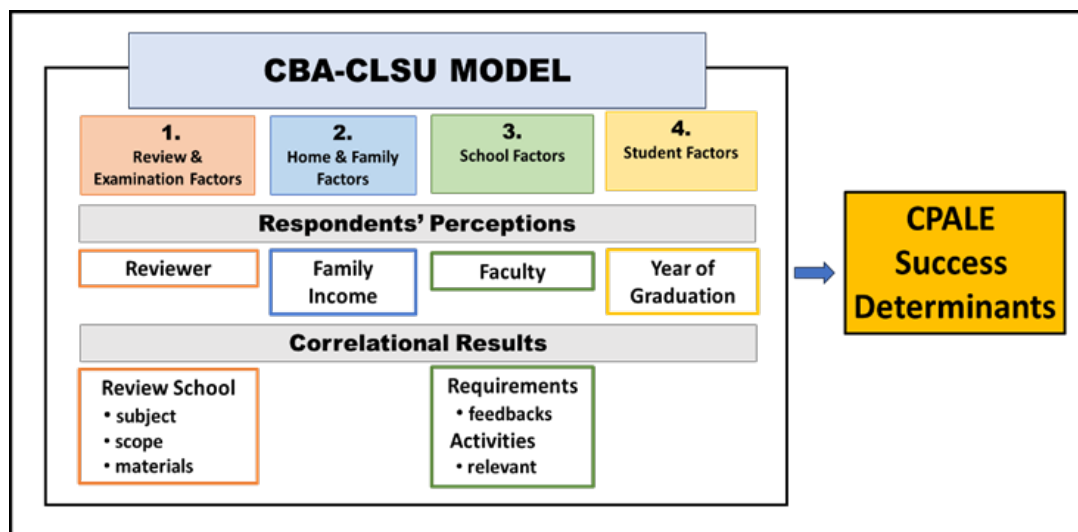 CBA-CLSU MODEL
1.
Review &
Examination Factors
2.
Home & Family
Factors
3.
School Factors
4.
Student Factors
Respondents’ Perceptions
Reviewer
Family
Income
Faculty
Year of
Graduation
Correlational Results
Review School
• subject
• scope
• materials
Requirements
• feedbacks
Activities
• relevant
CPALE
Success
Determinants